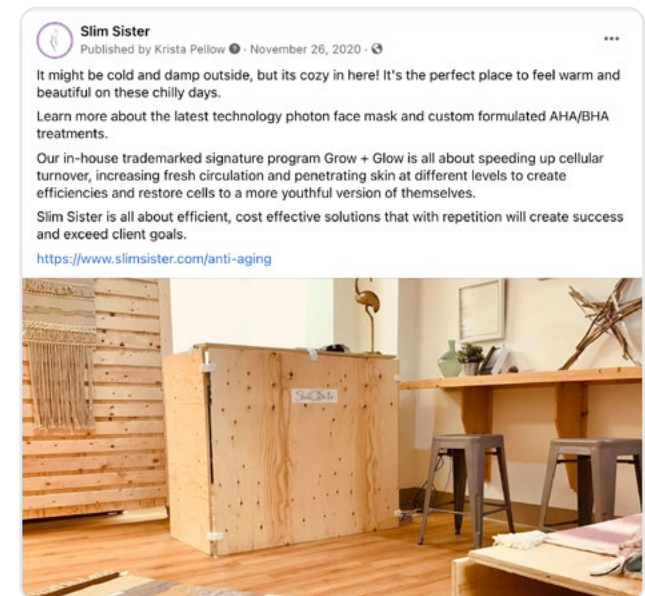 Slim Sister
Published by Krista Pellow · November 26, 2020 ·
It might be cold and damp outside, but its cozy in here! It's the perfect place to feel warm and
beautiful on these chilly days.
Learn more about the latest technology photon face mask and custom formulated AHA/BHA
treatments.
Our in-house trademarked signature program Grow + Glow is all about speeding up cellular
turnover, increasing fresh circulation and penetrating skin at different levels to create
efficiencies and restore cells to a more youthful version of themselves.
Slim Sister is all about efficient, cost effective solutions that with repetition will create success
and exceed client goals.
https://www.slimsister.com/anti-aging
Slim Sister